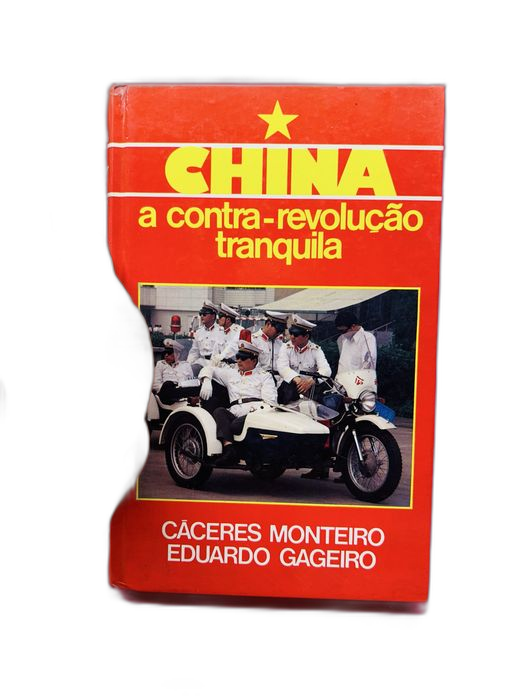 CHINA
a contra-revolução
tranquila
CÁCERES MONTEIRO
EDUARDO GAGEIRO